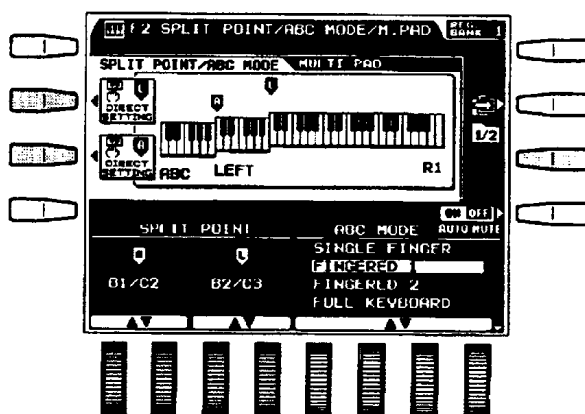 F2 SPLIT POINT/ABC MODE/M.PAD REG. BANK 1
SPLIT POINT/ABC MODE MULTI PAD
L
DIRECT
SETTING
A L
1/2
A
DIRECT
SETTING
ABC LEFT R1
ON OFF
SPLIT POINT ABC MODE AUTO MUTE
SINGLE FINGER
A L FINGERED 1
B1/C2 B2/C3 FINGERED 2
FULL KEYBOARD